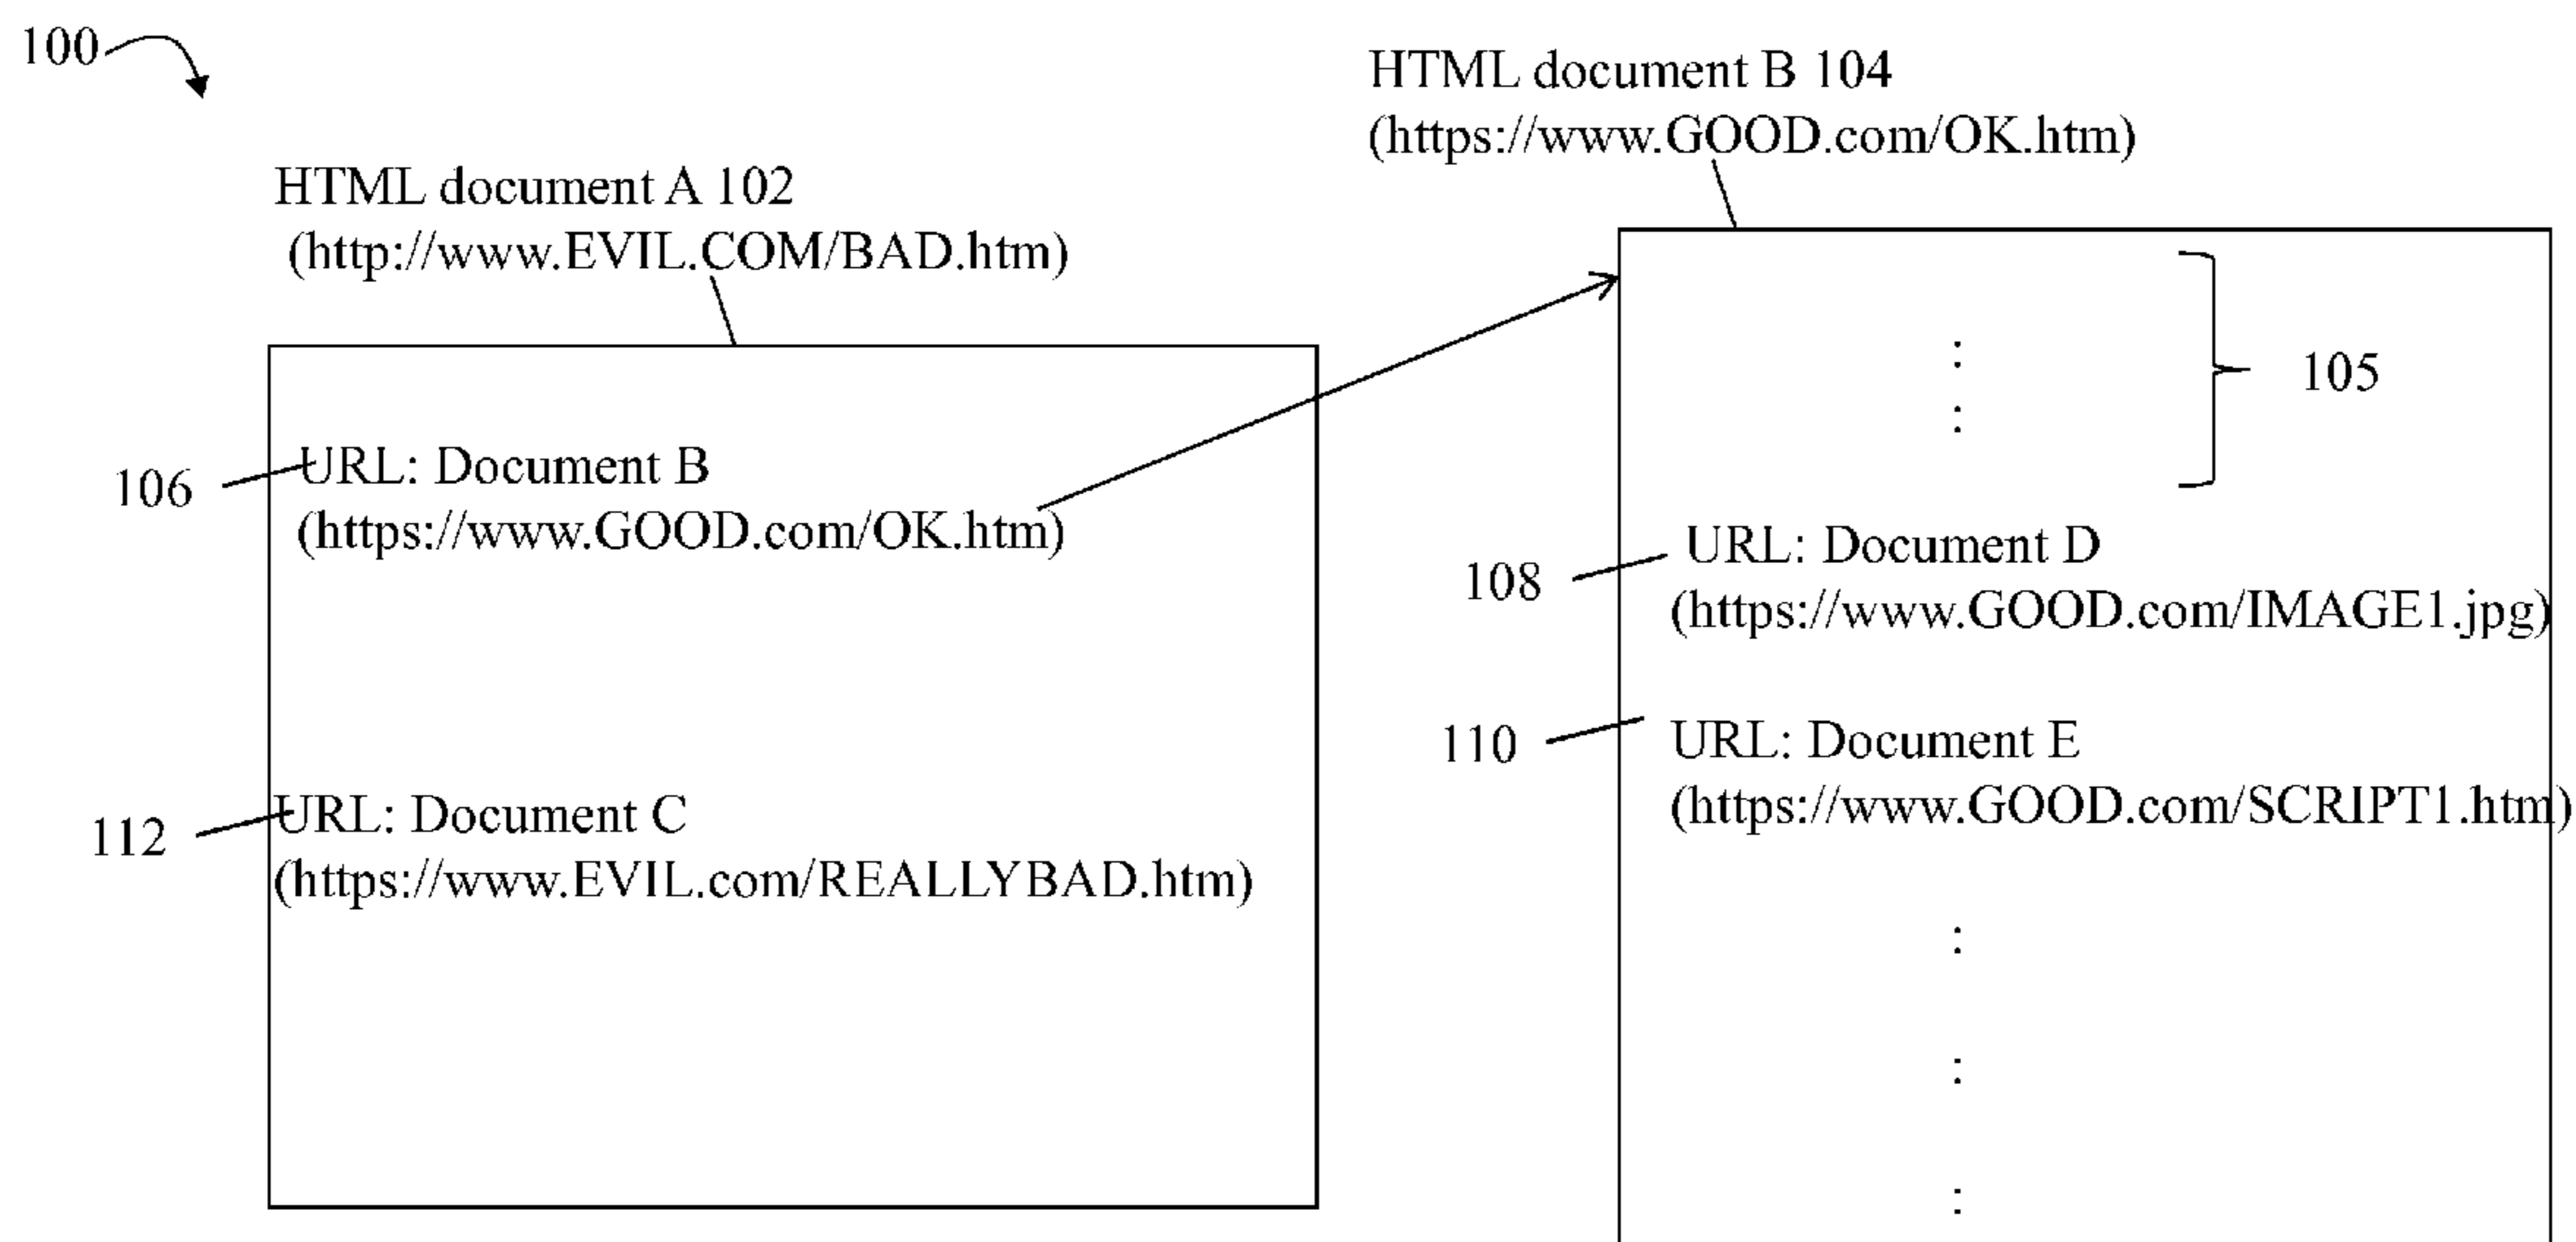 100
HTML document B 104
(https://www.GOOD.com/OK.htm)
HTML document A 102
(http://www.EVIL.COM/BAD.htm)
105
106
URL: Document B
(https://www.GOOD.com/OK.htm)
108
URL: Document D
(https://www.GOOD.com/IMAGE1.jpg)
110
URL: Document E
(https://www.GOOD.com/SCRIPT1.htm)
112
URL: Document C
(https://www.EVIL.com/REALLYBAD.htm)